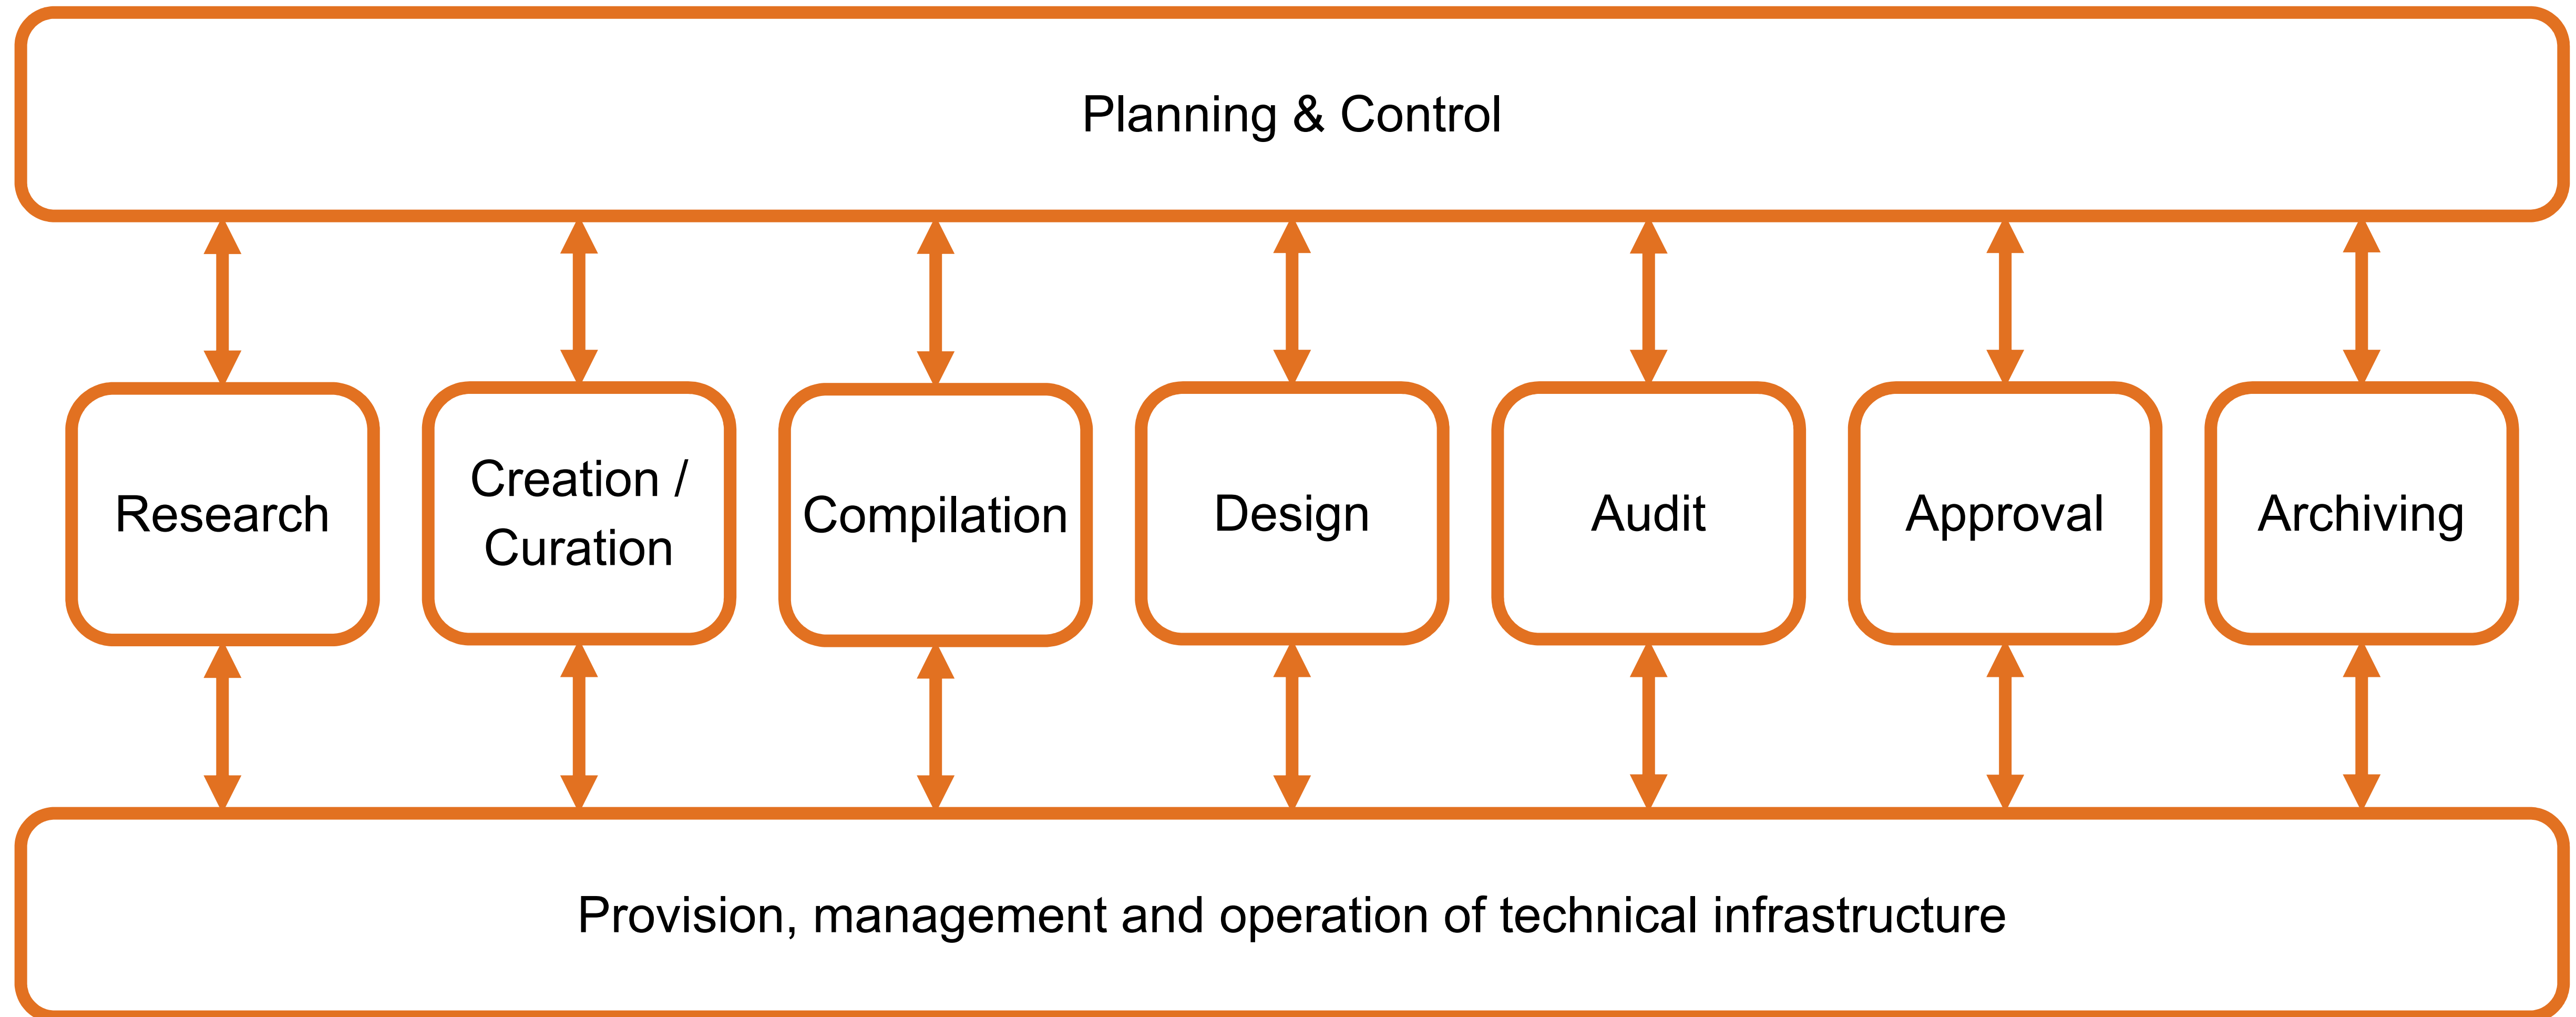 Planning & Control
Research
Creation /
Curation
Compilation
Design
Audit
Approval
Archiving
Provision, management and operation of technical infrastructure